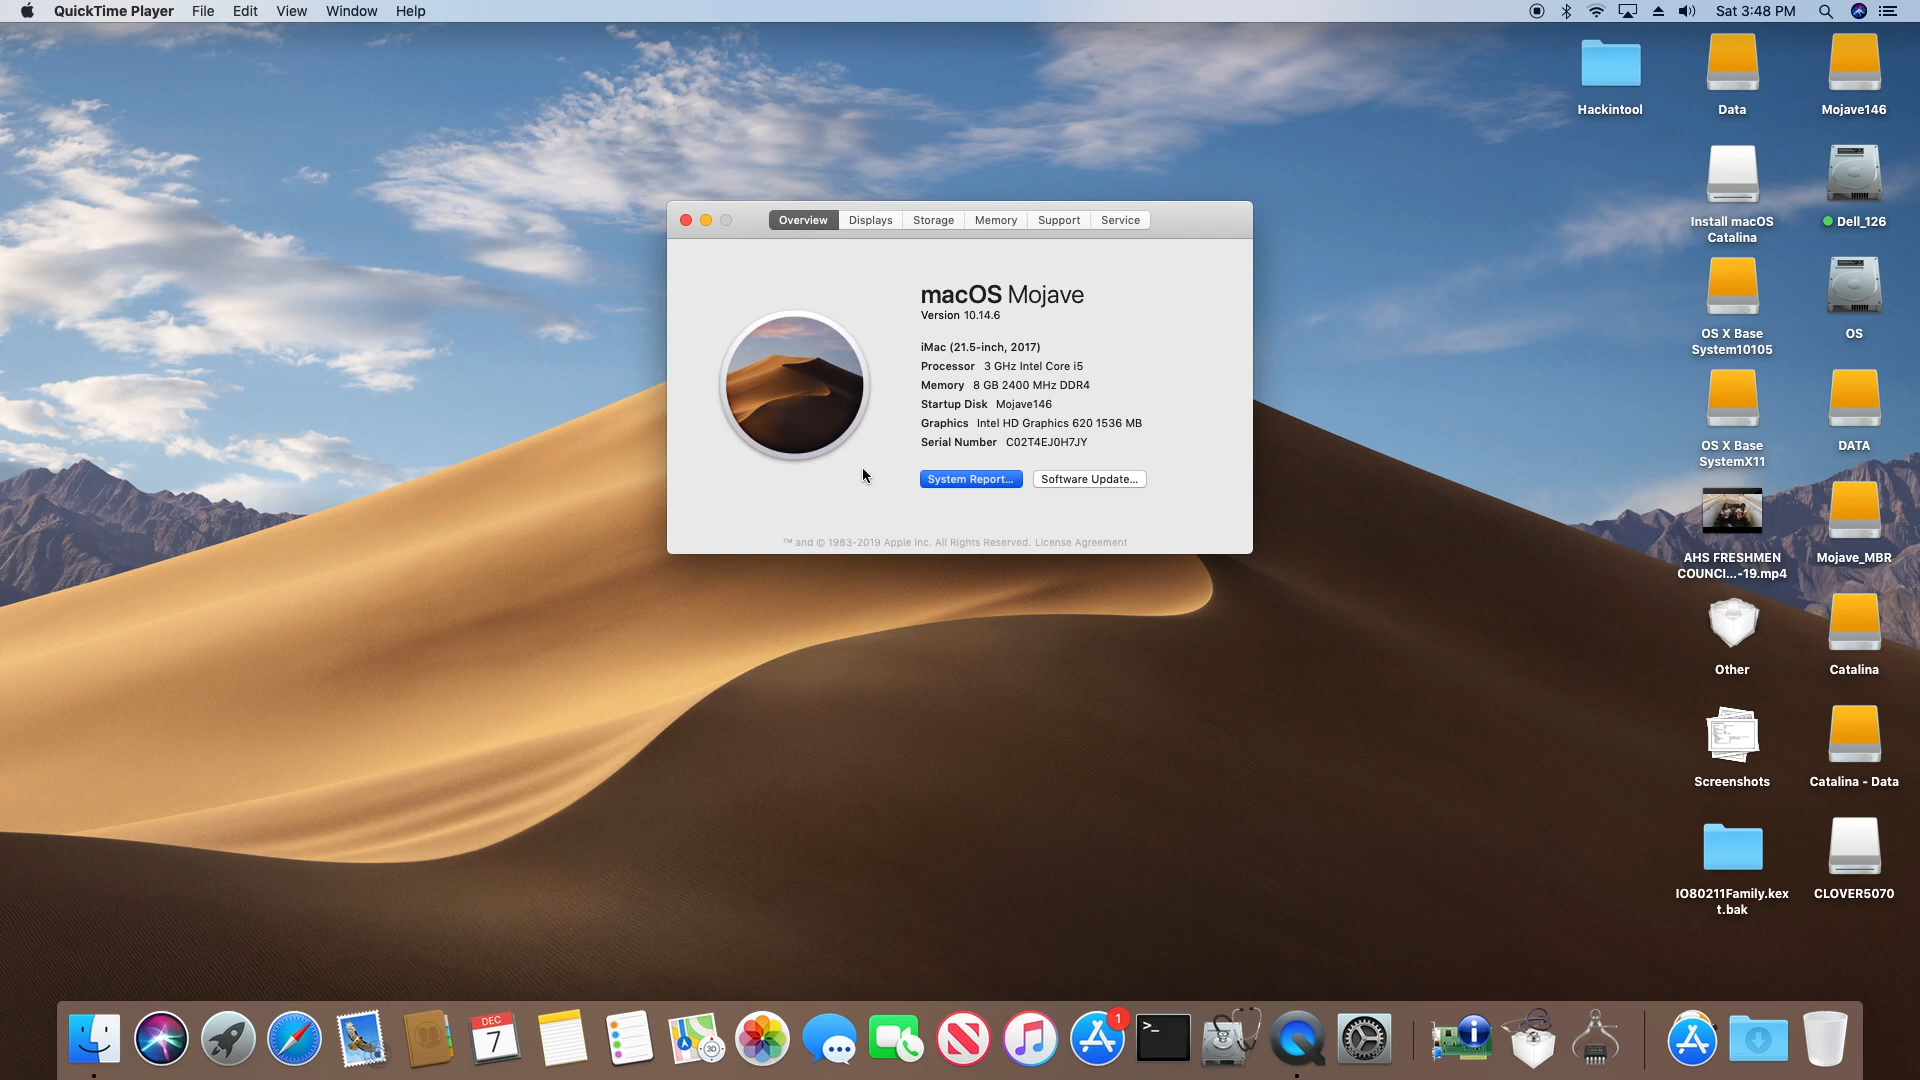 QuickTime Player File Edit View Window Help Sat 3:48 PM
Hackintool
Data
Mojave146
Install macOS
Catalina
Dell_126
OS X Base
System10105
OS
OS X Base
SystemX11
DATA
AHS FRESHMEN
COUNCI...-19.mp4
Mojave_MBR
Other
Catalina
Screenshots
Catalina - Data
IO80211Family.kex
t.bak
CLOVER5070
Overview Displays Storage Memory Support Service
macOS Mojave
Version 10.14.6
iMac (21.5-inch, 2017)
Processor 3 GHz Intel Core i5
Memory 8 GB 2400 MHz DDR4
Startup Disk Mojave146
Graphics Intel HD Graphics 620 1536 MB
Serial Number C02T4EJ0H7JY
System Report... Software Update...
™ and © 1983-2019 Apple Inc. All Rights Reserved. License Agreement
DEC
7
3D
1
>_